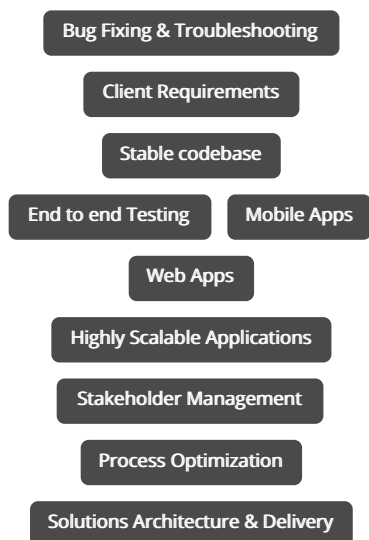 Bug Fixing & Troubleshooting
Client Requirements
Stable codebase
End to end Testing Mobile Apps
Web Apps
Highly Scalable Applications
Stakeholder Management
Process Optimization
Solutions Architecture & Delivery